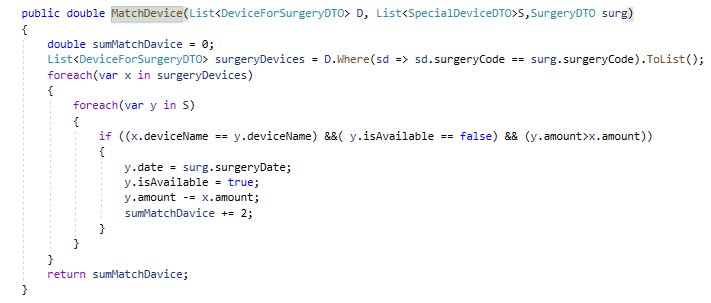 public double MatchDevice(List<DeviceForSurgeryDTO> D, List<SpecialDeviceDTO>S,SurgeryDTO surg)
{
double sumMatchDavice = 0;
List<DeviceForSurgeryDTO> surgeryDevices = D.Where(sd => sd.surgeryCode == surg.surgeryCode).ToList();
foreach(var x in surgeryDevices)
{
foreach(var y in S)
{
if ((x.deviceName == y.deviceName) &&( y.isAvailable == false) && (y.amount>x.amount))
{
y.date = surg.surgeryDate;
y.isAvailable = true;
y.amount -= x.amount;
sumMatchDavice += 2;
}
}
}
return sumMatchDavice;
}